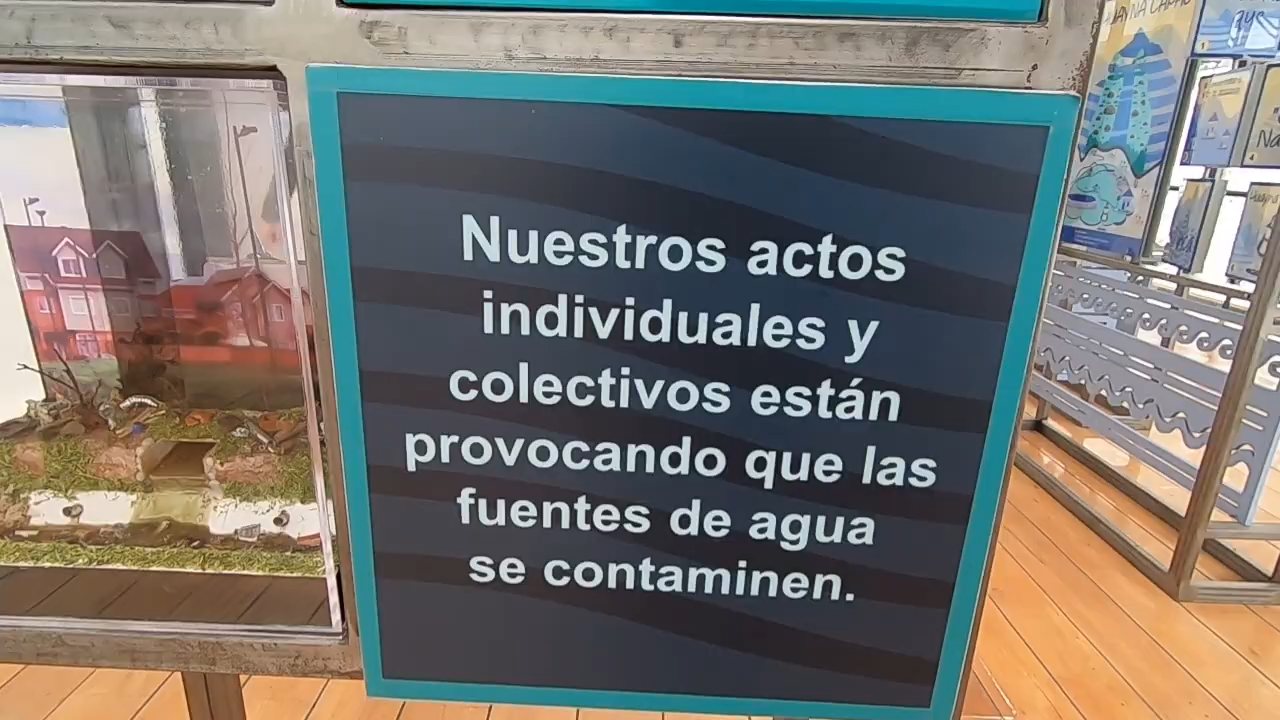 Nuestros actos
individuales y
colectivos están
provocando que las
fuentes de agua
se contaminen.